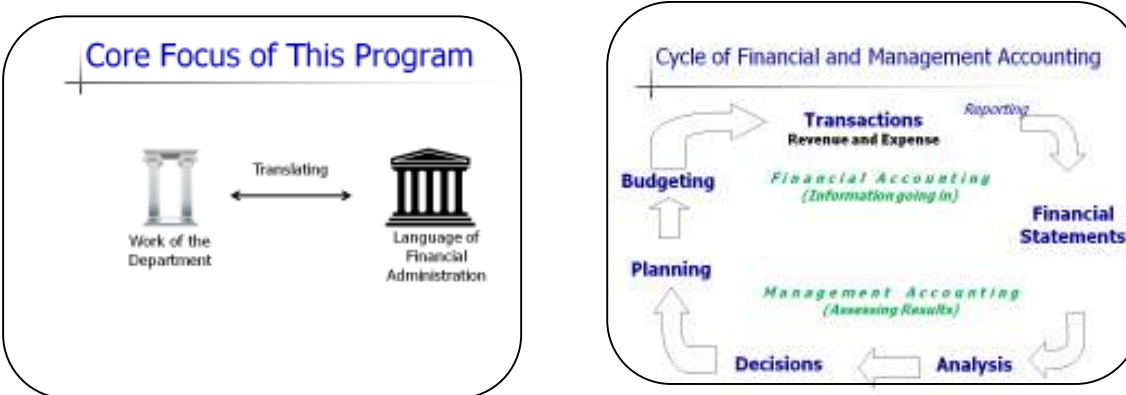 Core Focus of This Program
Translating
Work of the
Department
Language of
Financial
Administration
Cycle of Financial and Management Accounting
Transactions
Revenue and Expense
Reporting
Budgeting
Financial Accounting
(Information going in)
Financial
Statements
Planning
Management Accounting
(Assessing Results)
Decisions
Analysis